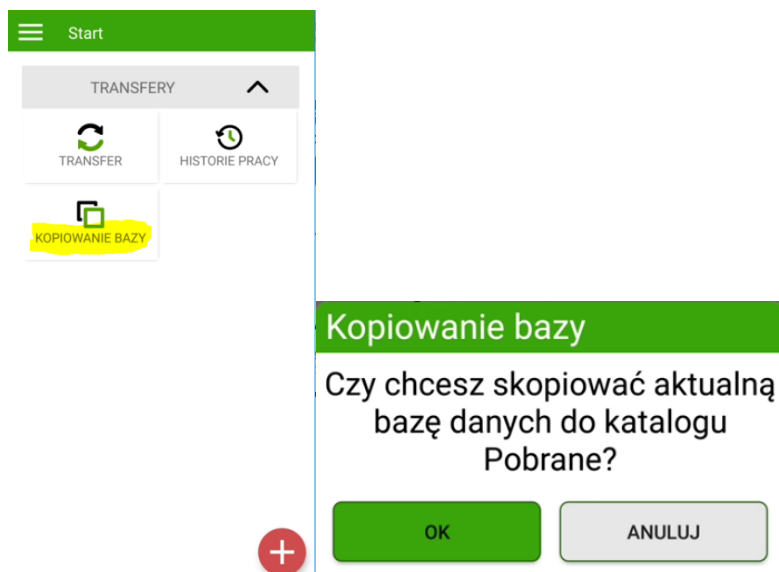 Start
TRANSFERY
TRANSFER
HISTORIE PRACY
KOPIOWANIE BAZY
Kopiowanie bazy
Czy chcesz skopiować aktualną
bazę danych do katalogu
Pobrane?
OK
ANULUJ